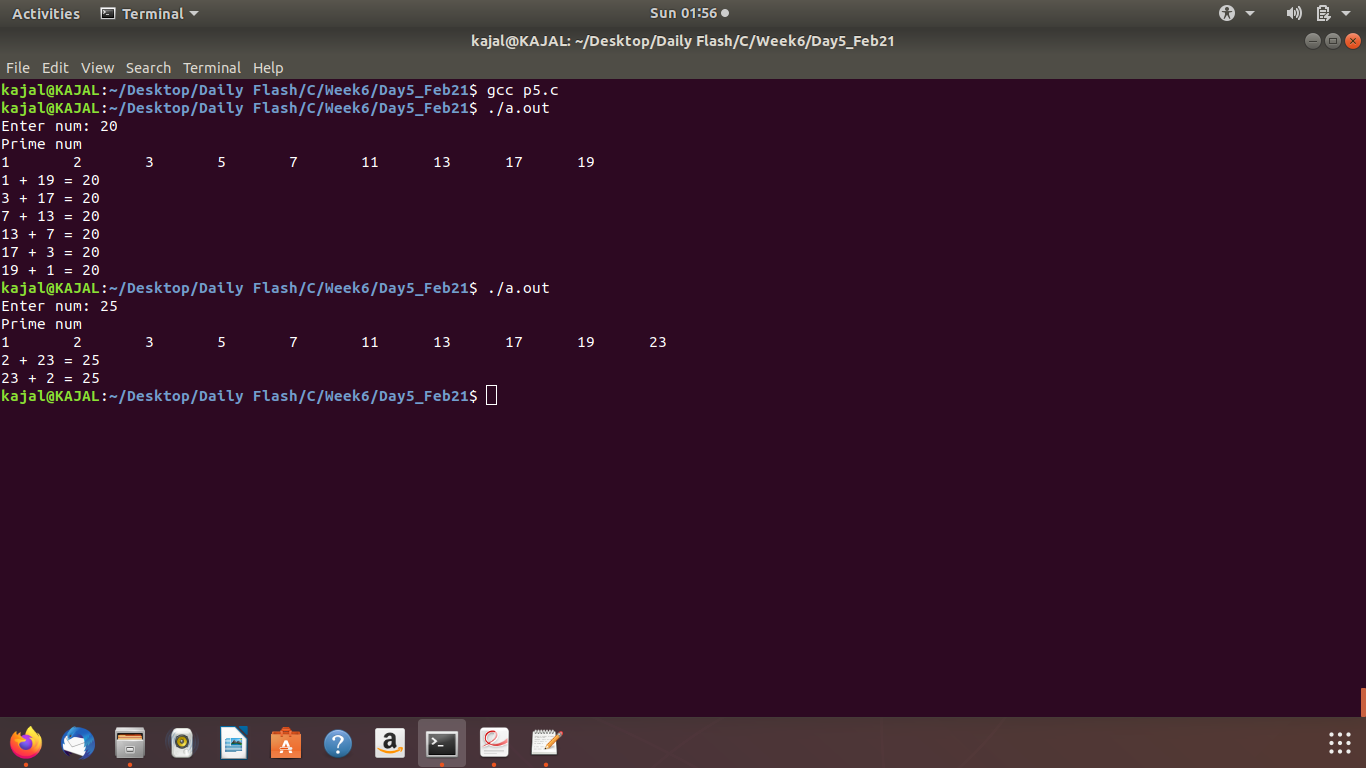 Activities Terminal Sun 01:56
kajal@KAJAL: ~/Desktop/Daily Flash/C/Week6/Day5_Feb21
File Edit View Search Terminal Help
kajal@KAJAL:~/Desktop/Daily Flash/C/Week6/Day5_Feb21$ gcc p5.c
kajal@KAJAL:~/Desktop/Daily Flash/C/Week6/Day5_Feb21$ ./a.out
Enter num: 20
Prime num
1 2 3 5 7 11 13 17 19
1 + 19 = 20
3 + 17 = 20
7 + 13 = 20
13 + 7 = 20
17 + 3 = 20
19 + 1 = 20
kajal@KAJAL:~/Desktop/Daily Flash/C/Week6/Day5_Feb21$ ./a.out
Enter num: 25
Prime num
1 2 3 5 7 11 13 17 19 23
2 + 23 = 25
23 + 2 = 25
kajal@KAJAL:~/Desktop/Daily Flash/C/Week6/Day5_Feb21$